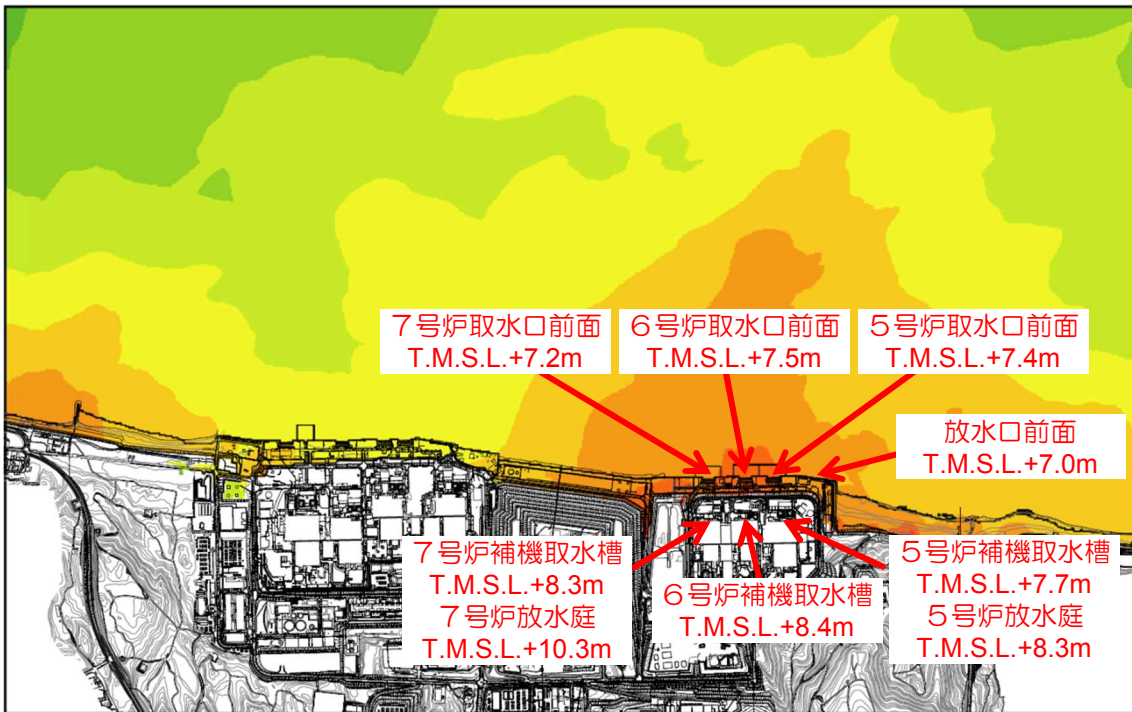 7号炉取水口前面
T.M.S.L.+7.2m
6号炉取水口前面
T.M.S.L.+7.5m
5号炉取水口前面
T.M.S.L.+7.4m
放水口前面
T.M.S.L.+7.0m
7号炉補機取水槽
T.M.S.L.+8.3m
7号炉放水庭
T.M.S.L.+10.3m
6号炉補機取水槽
T.M.S.L.+8.4m
5号炉補機取水槽
T.M.S.L.+7.7m
5号炉放水庭
T.M.S.L.+8.3m